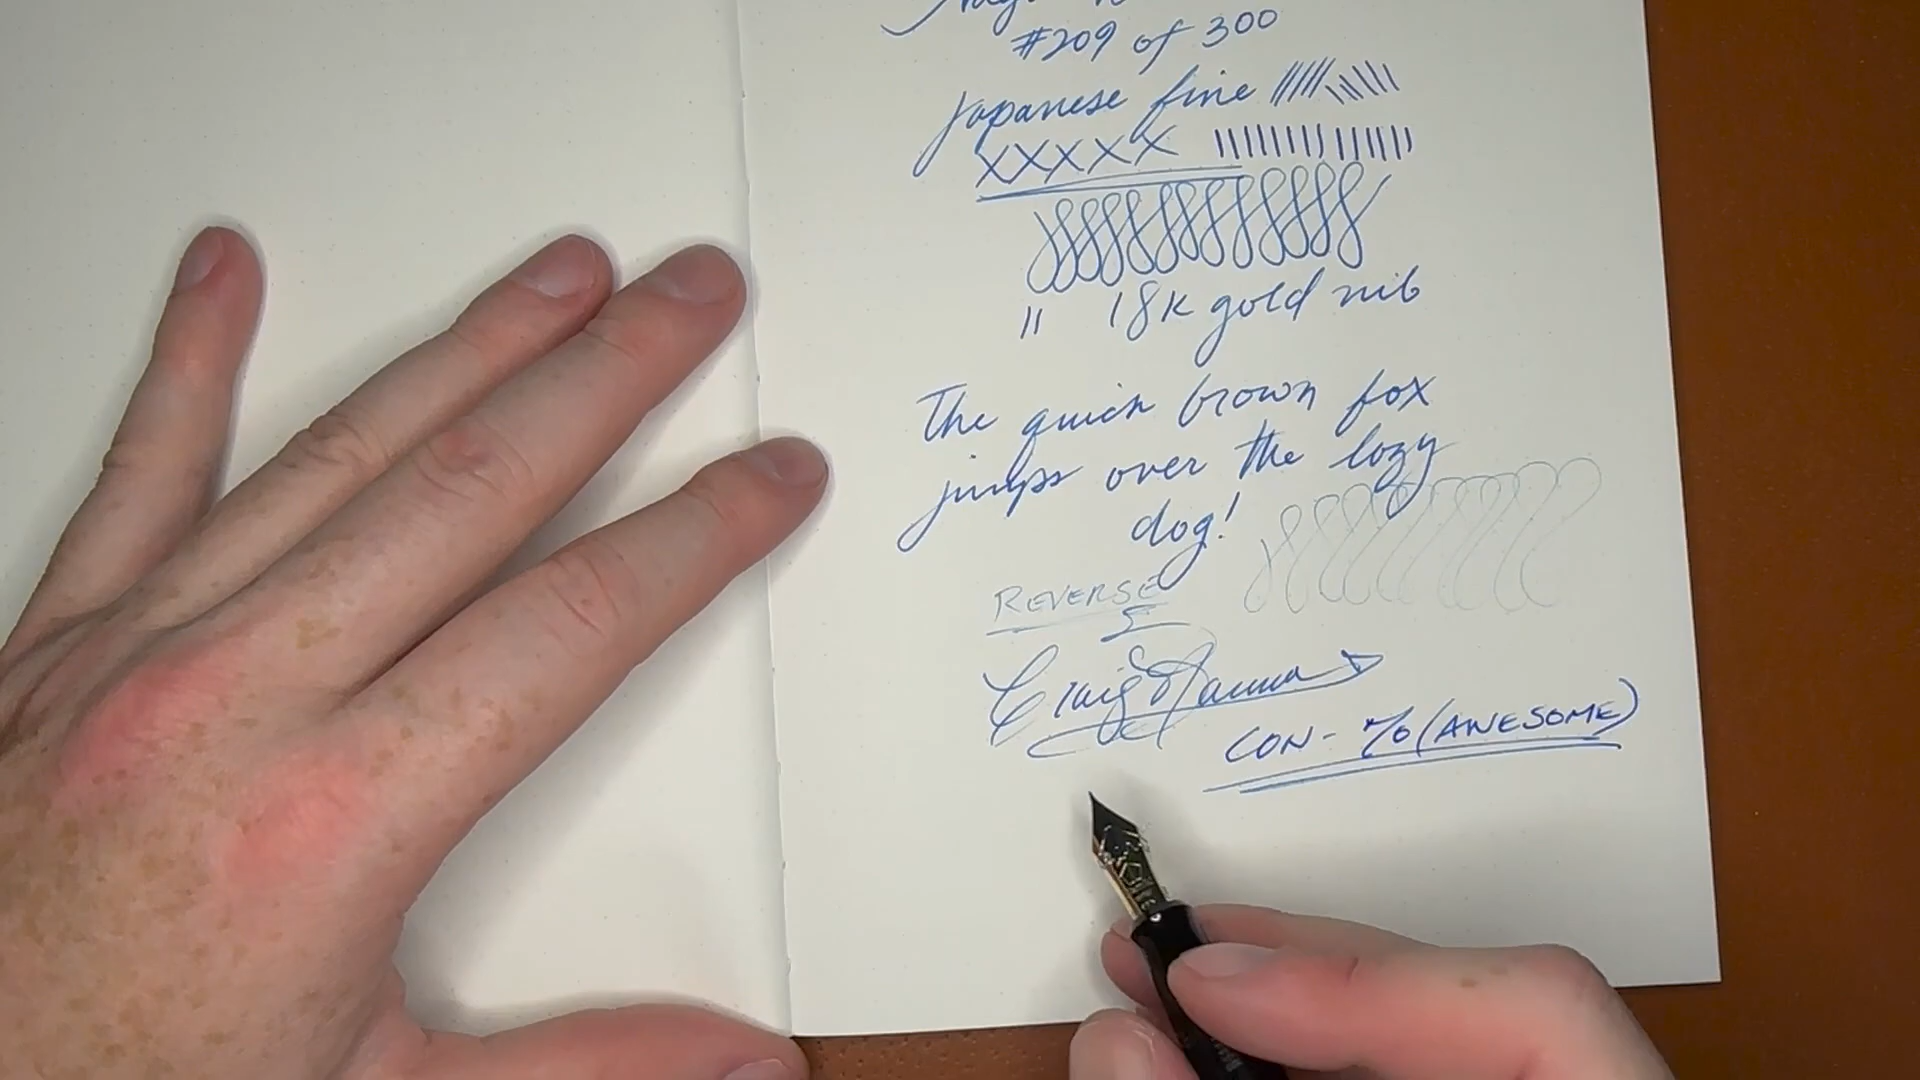 #209 of 300
Japanese fine
XXXXX
18K gold nib
The quick brown fox
jumps over the lazy
dog!
REVERSE
Craig
CON-70 (AWESOME)